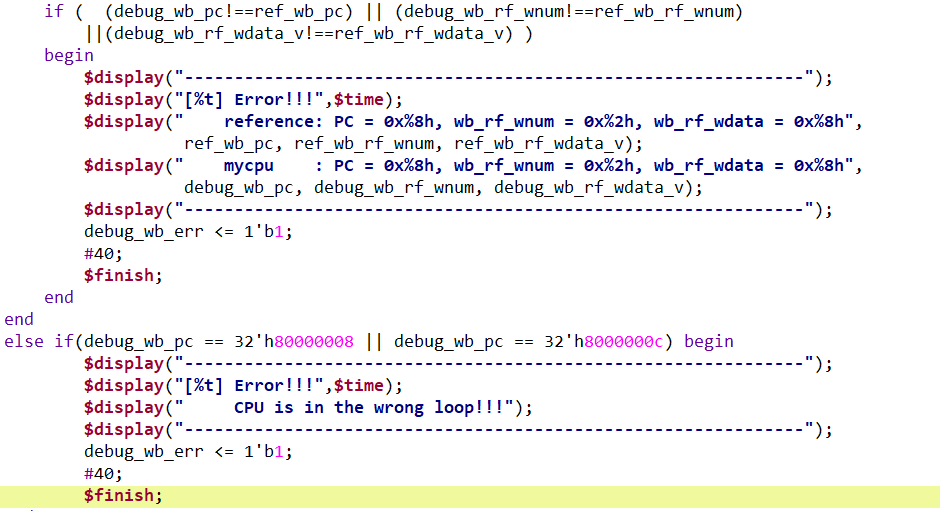 if (  (debug_wb_pc!==ref_wb_pc) || (debug_wb_rf_wnum!==ref_wb_rf_wnum)
||(debug_wb_rf_wdata_v!==ref_wb_rf_wdata_v) )
begin
$display("--------------------------------------------------------------");
$display("[%t] Error!!!",$time);
$display("    reference: PC = 0x%8h, wb_rf_wnum = 0x%2h, wb_rf_wdata = 0x%8h",
ref_wb_pc, ref_wb_rf_wnum, ref_wb_rf_wdata_v);
$display("    mycpu    : PC = 0x%8h, wb_rf_wnum = 0x%2h, wb_rf_wdata = 0x%8h",
debug_wb_pc, debug_wb_rf_wnum, debug_wb_rf_wdata_v);
$display("--------------------------------------------------------------");
debug_wb_err <= 1'b1;
#40;
$finish;
end
end
else if(debug_wb_pc == 32'h80000008 || debug_wb_pc == 32'h8000000c) begin
$display("--------------------------------------------------------------");
$display("[%t] Error!!!",$time);
$display("     CPU is in the wrong loop!!!");
$display("--------------------------------------------------------------");
debug_wb_err <= 1'b1;
#40;
$finish;